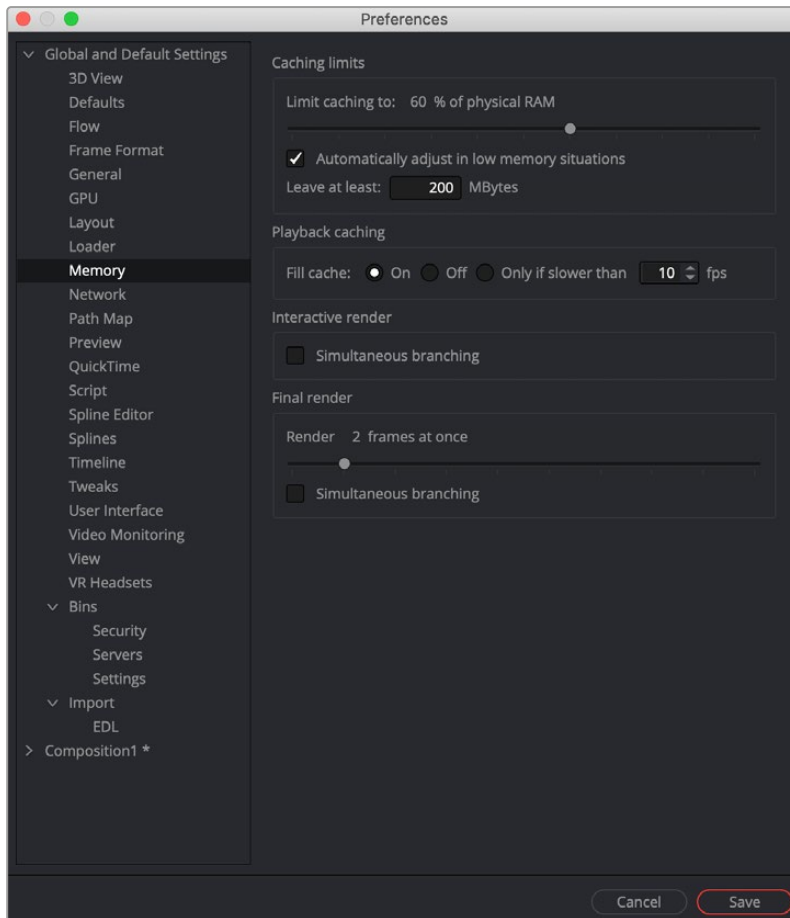 Preferences
Global and Default Settings
3D View
Defaults
Flow
Frame Format
General
GPU
Layout
Loader
Memory
Network
Path Map
Preview
QuickTime
Script
Spline Editor
Splines
Timeline
Tweaks
User Interface
Video Monitoring
View
VR Headsets
Bins
Security
Servers
Settings
Import
EDL
Composition1 *
Caching limits
Limit caching to: 60 % of physical RAM
Automatically adjust in low memory situations
Leave at least: 200 MBytes
Playback caching
Fill cache: On Off Only if slower than 10 fps
Interactive render
Simultaneous branching
Final render
Render 2 frames at once
Simultaneous branching
Cancel Save